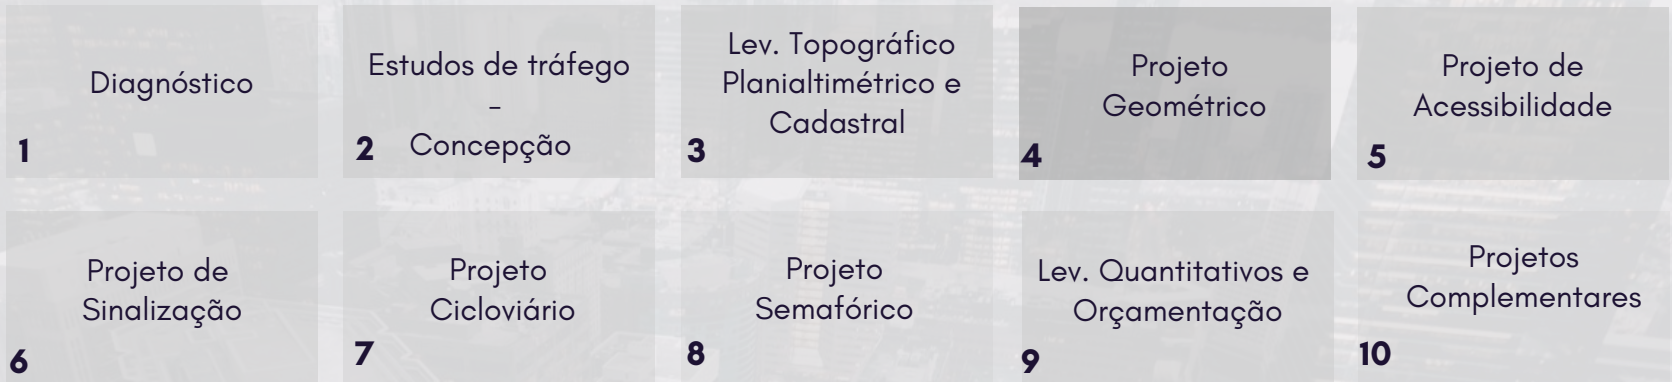 Diagnóstico
1
Estudos de tráfego
-
Concepção
2
Lev. Topográfico
Planialtimétrico e
Cadastral
3
Projeto
Geométrico
4
Projeto de
Acessibilidade
5
Projeto de
Sinalização
6
Projeto
Cicloviário
7
Projeto
Semafórico
8
Lev. Quantitativos e
Orçamentação
9
Projetos
Complementares
10